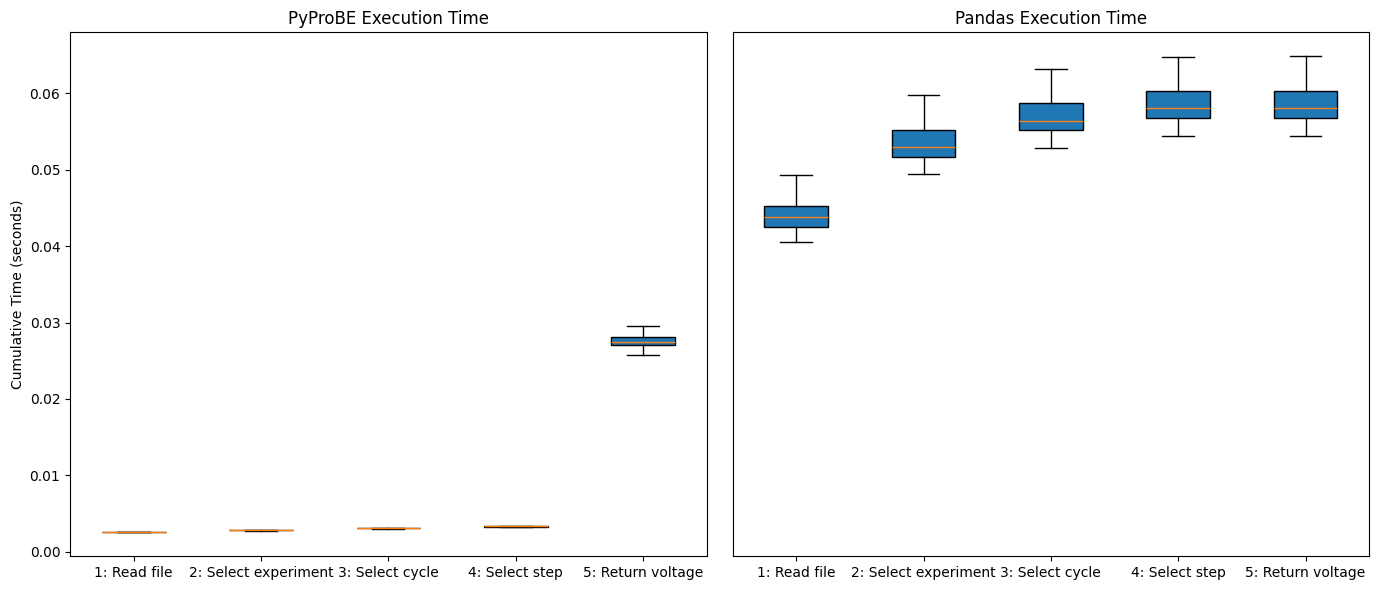 PyProBE Execution Time
Pandas Execution Time
Cumulative Time (seconds)
0.06
0.05
0.04
0.03
0.02
0.01
0.00
1: Read file
2: Select experiment
3: Select cycle
4: Select step
5: Return voltage
1: Read file
2: Select experiment
3: Select cycle
4: Select step
5: Return voltage